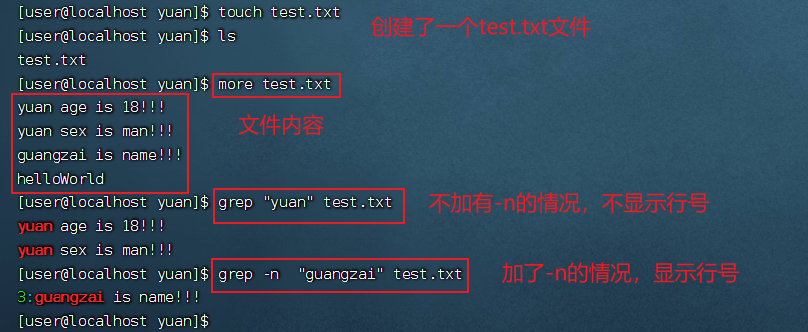 [user@localhost yuan]$ touch test.txt
创建了一个test.txt文件
[user@localhost yuan]$ ls
test.txt
[user@localhost yuan]$ more test.txt
yuan age is 18!!!
yuan sex is man!!!
guangzai is name!!!
helloWorld
文件内容
[user@localhost yuan]$ grep "yuan" test.txt
不加有-n的情况，不显示行号
yuan age is 18!!!
yuan sex is man!!!
[user@localhost yuan]$ grep -n  "guangzai" test.txt
加了-n的情况，显示行号
3:guangzai is name!!!
[user@localhost yuan]$